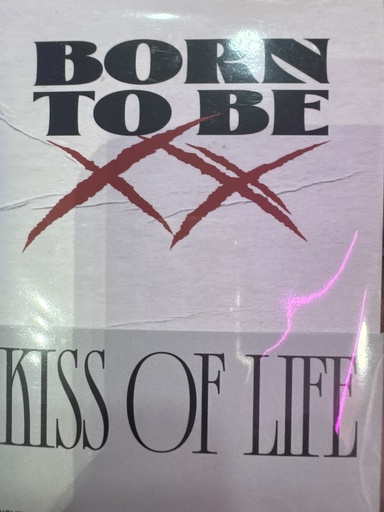 BORN
TO BE
XX
KISS OF LIFE